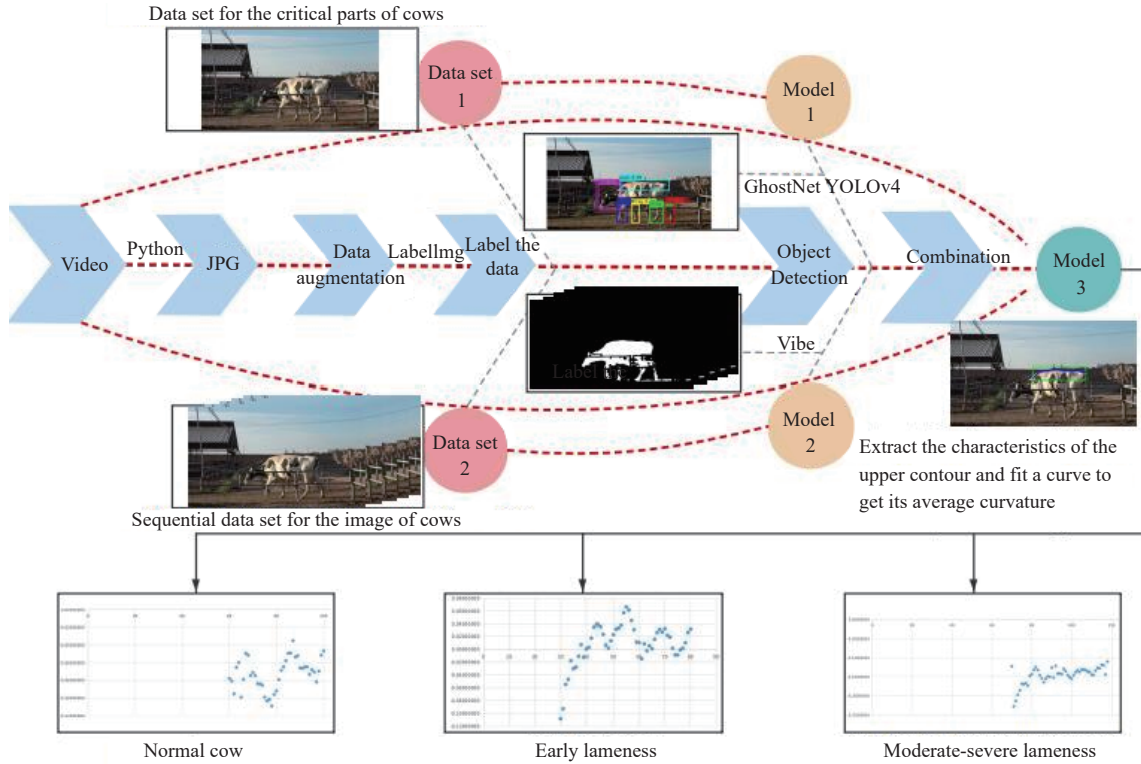 Data set for the critical parts of cows
Data set
1
Model
1
GhostNet YOLOv4
Video
Python
JPG
Data
augmentation
LabelImg
Label the
data
Object
Detection
Combination
Model
3
Vibe
Label the
Data set
2
Model
2
Extract the characteristics of the
upper contour and fit a curve to
get its average curvature
Sequential data set for the image of cows
Normal cow
Early lameness
Moderate-severe lameness